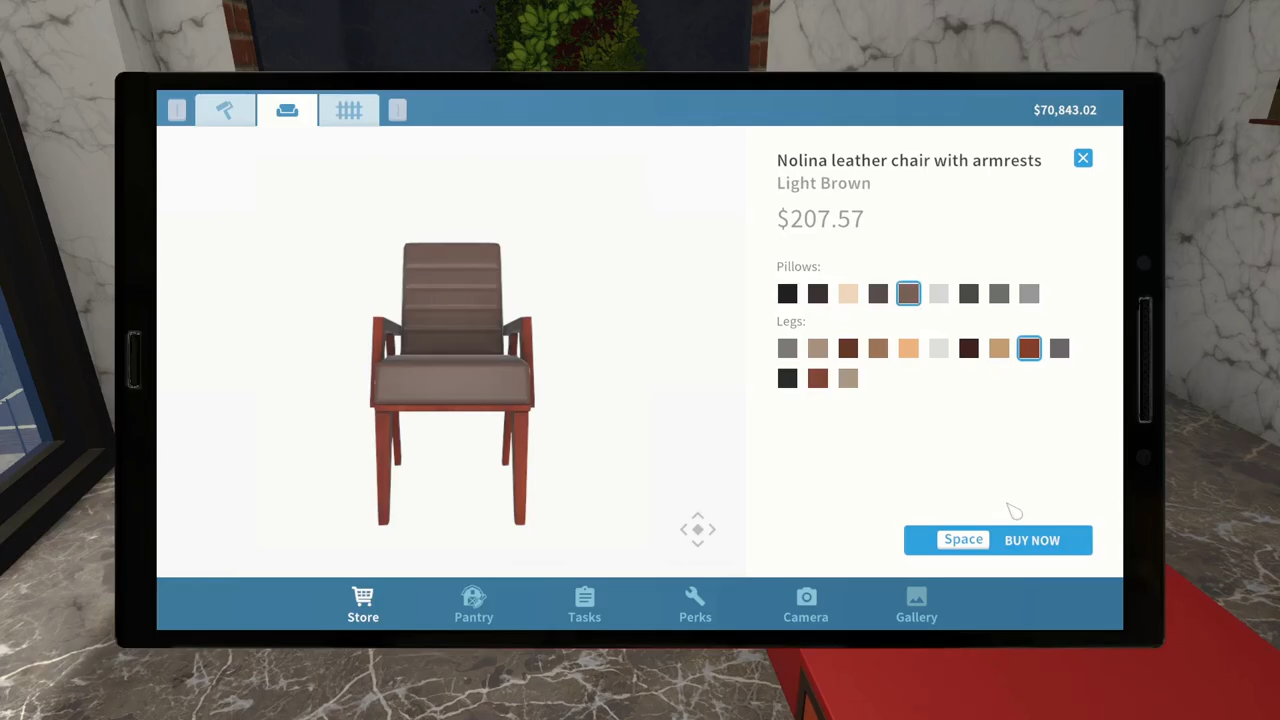 $70,843.02
Nolina leather chair with armrests
Light Brown
$207.57
Pillows:
Legs:
Space BUY NOW
Store Pantry Tasks Perks Camera Gallery